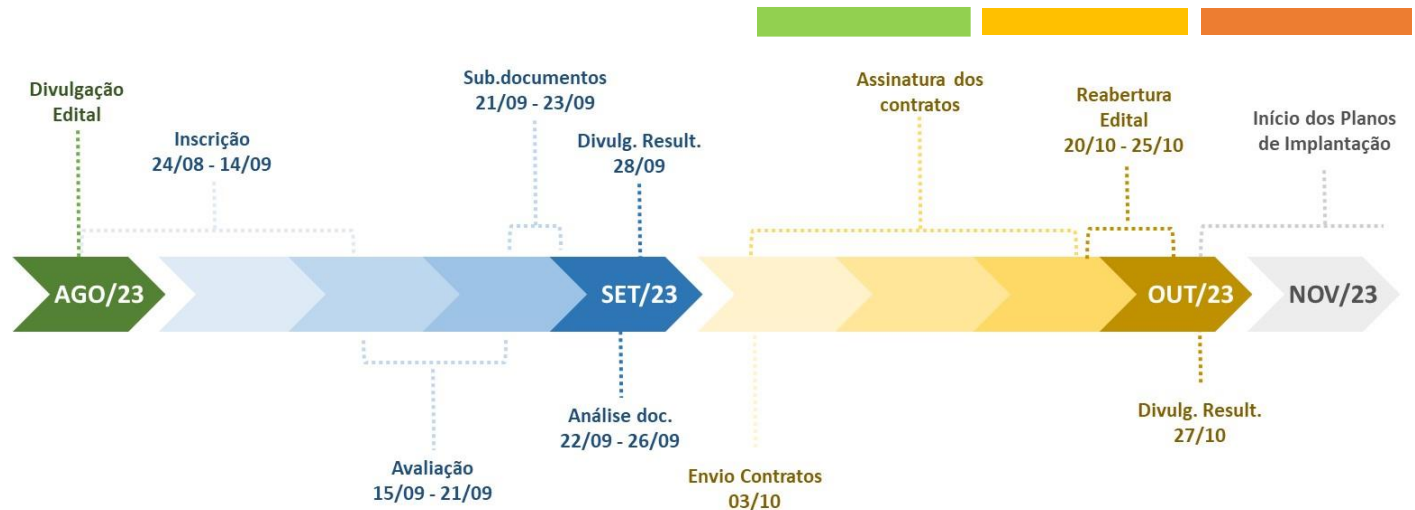 Divulgação
Edital
Inscrição
24/08 - 14/09
Sub.documentos
21/09 - 23/09
Divulg. Result.
28/09
Assinatura dos
contratos
Reabertura
Edital
20/10 - 25/10
Início dos Planos
de Implantação
AGO/23
SET/23
OUT/23
NOV/23
Avaliação
15/09 - 21/09
Análise doc.
22/09 - 26/09
Envio Contratos
03/10
Divulg. Result.
27/10